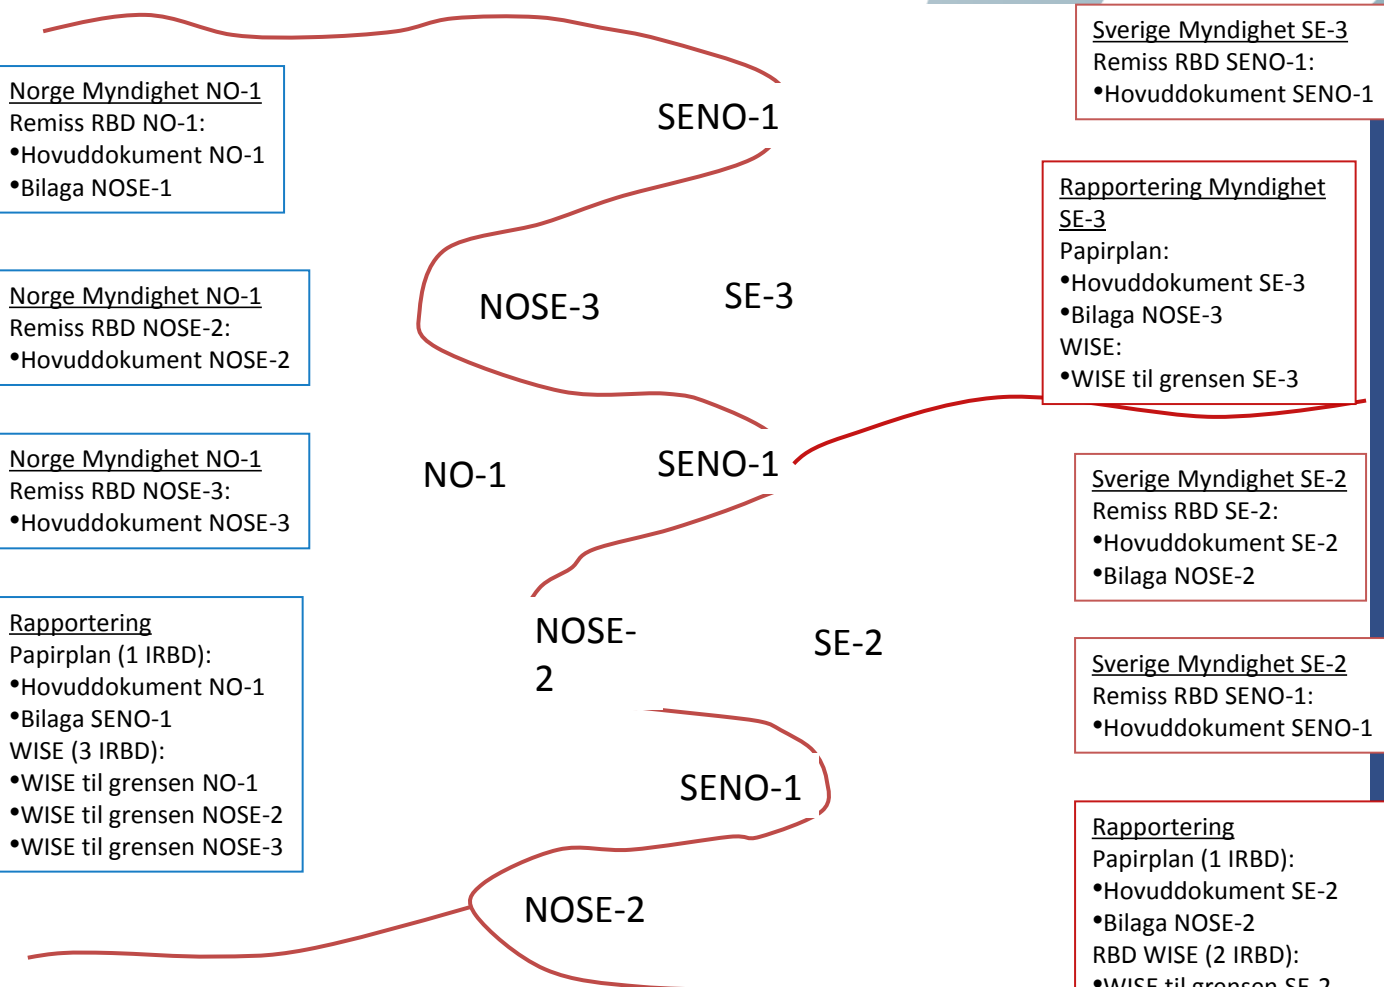 Norge Myndighet NO-1
Remiss RBD NO-1:
•Hovuddokument NO-1
•Bilaga NOSE-1
Norge Myndighet NO-1
Remiss RBD NOSE-2:
•Hovuddokument NOSE-2
Norge Myndighet NO-1
Remiss RBD NOSE-3:
•Hovuddokument NOSE-3
Rapportering
Papirplan (1 IRBD):
•Hovuddokument NO-1
•Bilaga SENO-1
WISE (3 IRBD):
•WISE til grensen NO-1
•WISE til grensen NOSE-2
•WISE til grensen NOSE-3
SENO-1
NOSE-3
SE-3
NO-1
SENO-1
NOSE-
2
SE-2
SENO-1
NOSE-2
Sverige Myndighet SE-3
Remiss RBD SENO-1:
•Hovuddokument SENO-1
Rapportering Myndighet
SE-3
Papirplan:
•Hovuddokument SE-3
•Bilaga NOSE-3
WISE:
•WISE til grensen SE-3
Sverige Myndighet SE-2
Remiss RBD SE-2:
•Hovuddokument SE-2
•Bilaga NOSE-2
Sverige Myndighet SE-2
Remiss RBD SENO-1:
•Hovuddokument SENO-1
Rapportering
Papirplan (1 IRBD):
•Hovuddokument SE-2
•Bilaga NOSE-2
RBD WISE (2 IRBD):
•WISE til grensen SE-2